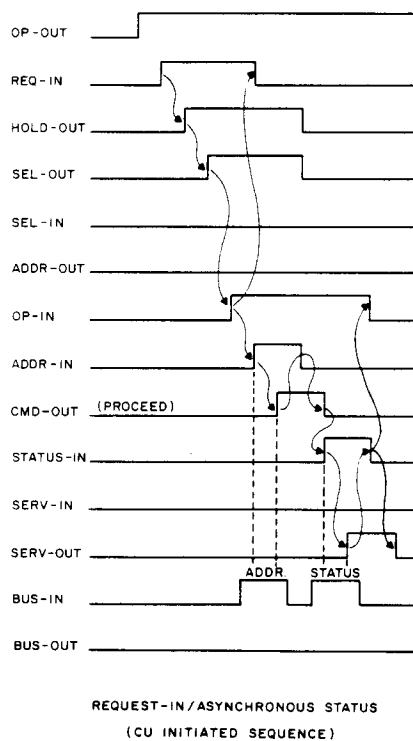 OP-OUT
REQ-IN
HOLD-OUT
SEL-OUT
SEL-IN
ADDR-OUT
OP-IN
ADDR-IN
CMD-OUT (PROCEED)
STATUS-IN
SERV-IN
SERV-OUT
ADDR. STATUS
BUS-IN
BUS-OUT
REQUEST-IN/ASYNCHRONOUS STATUS
(CU INITIATED SEQUENCE)